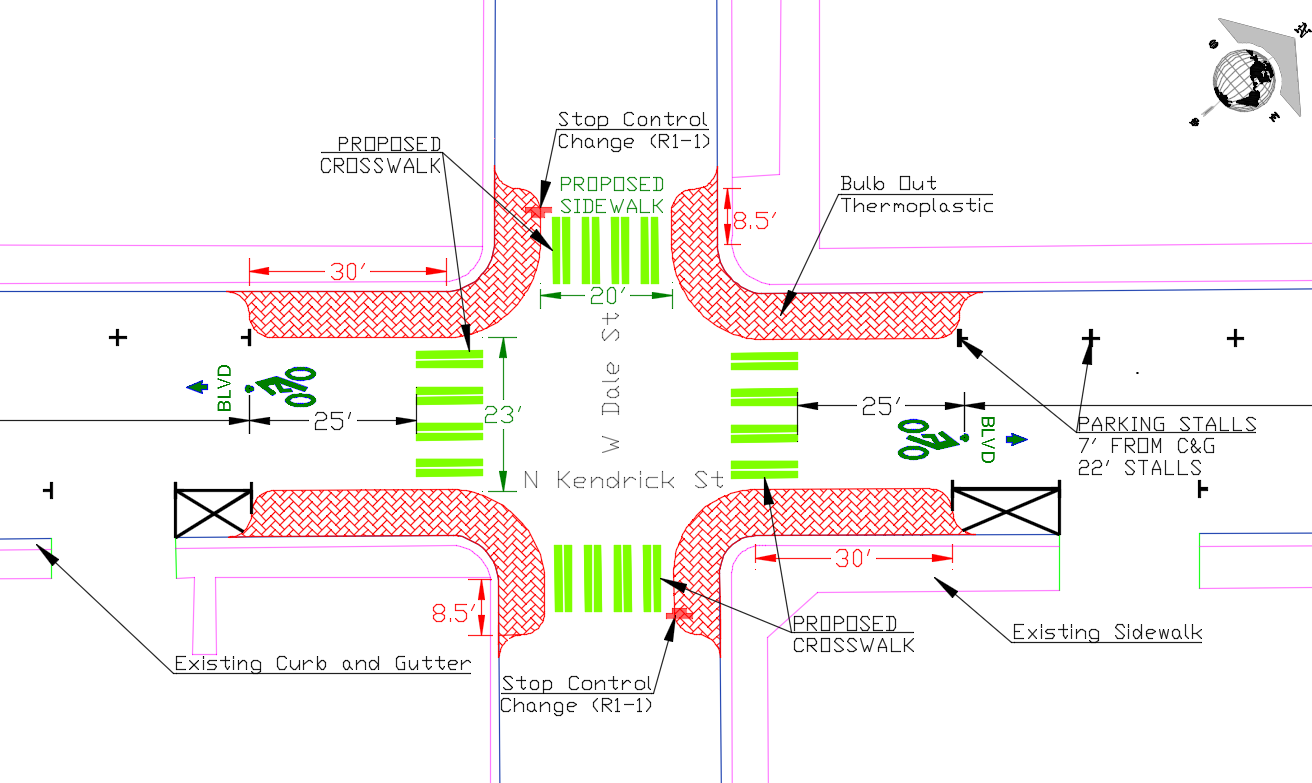 Stop Control
Change (R1-1)
PROPOSED
CROSSWALK
PROPOSED
SIDEWALK
Bulb Out
Thermoplastic
8.5'
30'
20'
W Dale St
BLVD
25'
23'
25'
BLVD
PARKING STALLS
7' FROM C&G
22' STALLS
N Kendrick St
30'
8.5'
PROPOSED
CROSSWALK
Existing Sidewalk
Existing Curb and Gutter
Stop Control
Change (R1-1)